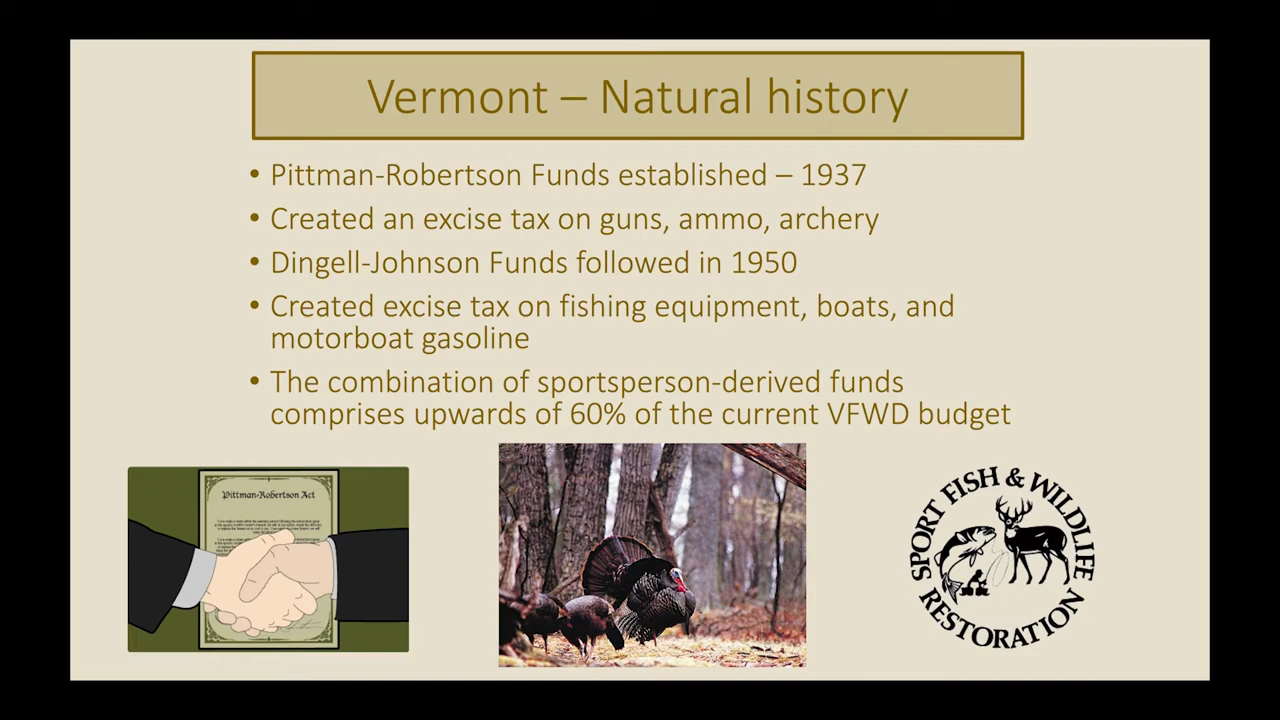 Vermont – Natural history
• Pittman-Robertson Funds established – 1937
• Created an excise tax on guns, ammo, archery
• Dingell-Johnson Funds followed in 1950
• Created excise tax on fishing equipment, boats, and
motorboat gasoline
• The combination of sportsperson-derived funds
comprises upwards of 60% of the current VFWD budget
Pittman-Robertson Act
SPORT FISH & WILDLIFE
RESTORATION